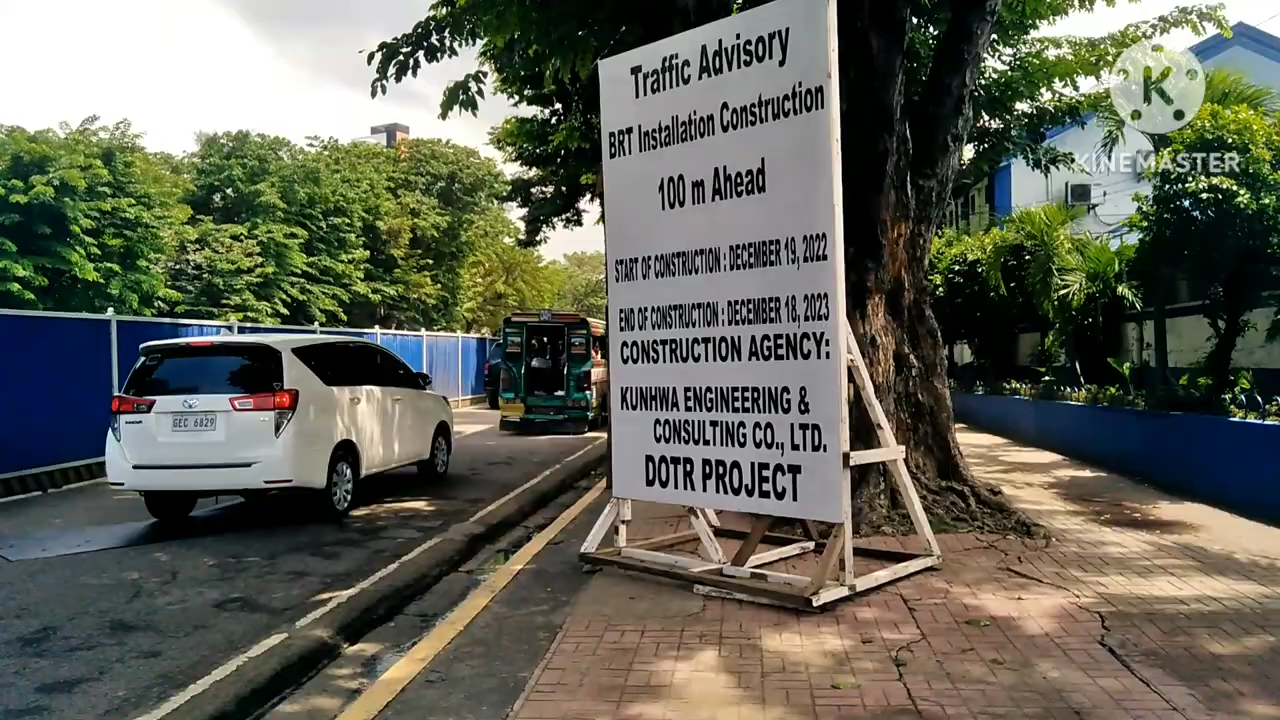 Traffic Advisory
BRT Installation Construction
100 m Ahead
START OF CONSTRUCTION : DECEMBER 19, 2022
END OF CONSTRUCTION : DECEMBER 18, 2023
CONSTRUCTION AGENCY:
KUNHWA ENGINEERING &
CONSULTING CO., LTD.
DOTR PROJECT
GEC 6829
K
KINEMASTER